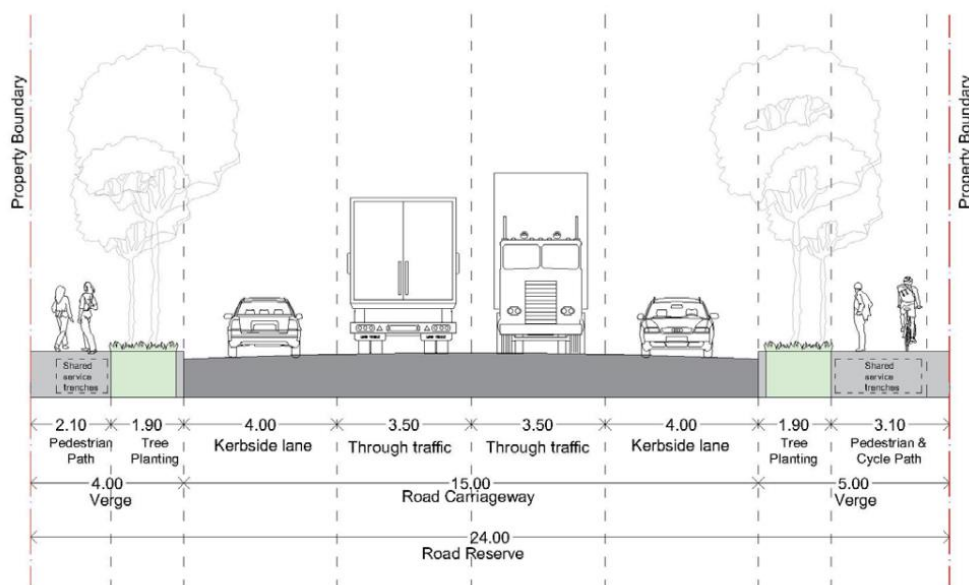 Property Boundary
Property Boundary
Shared
service
trenches
Shared
service
trenches
2.10
1.90
4.00
3.50
3.50
4.00
1.90
3.10
Pedestrian
Path
Tree
Planting
Kerbside lane
Through traffic
Through traffic
Kerbside lane
Tree
Planting
Pedestrian &
Cycle Path
4.00
Verge
15.00
Road Carriageway
5.00
Verge
24.00
Road Reserve